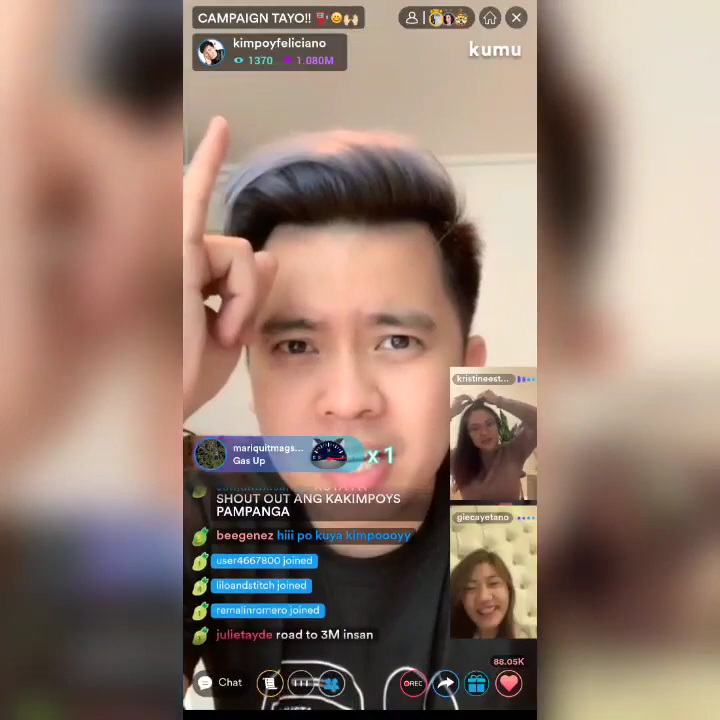 CAMPAIGN TAYO!!
kimpoyfeliciano
1370 1.080M
kumu
kristineest...
mariquitmags...
Gas Up
x 1
SHOUT OUT ANG KAKIMPOYS
PAMPANGA
giecayetano
beegenez hiii po kuya kimpoooyy
user4667800 joined
liloandstitch joined
remalinromero joined
julietayde road to 3M insan
88.05K
Chat
REC